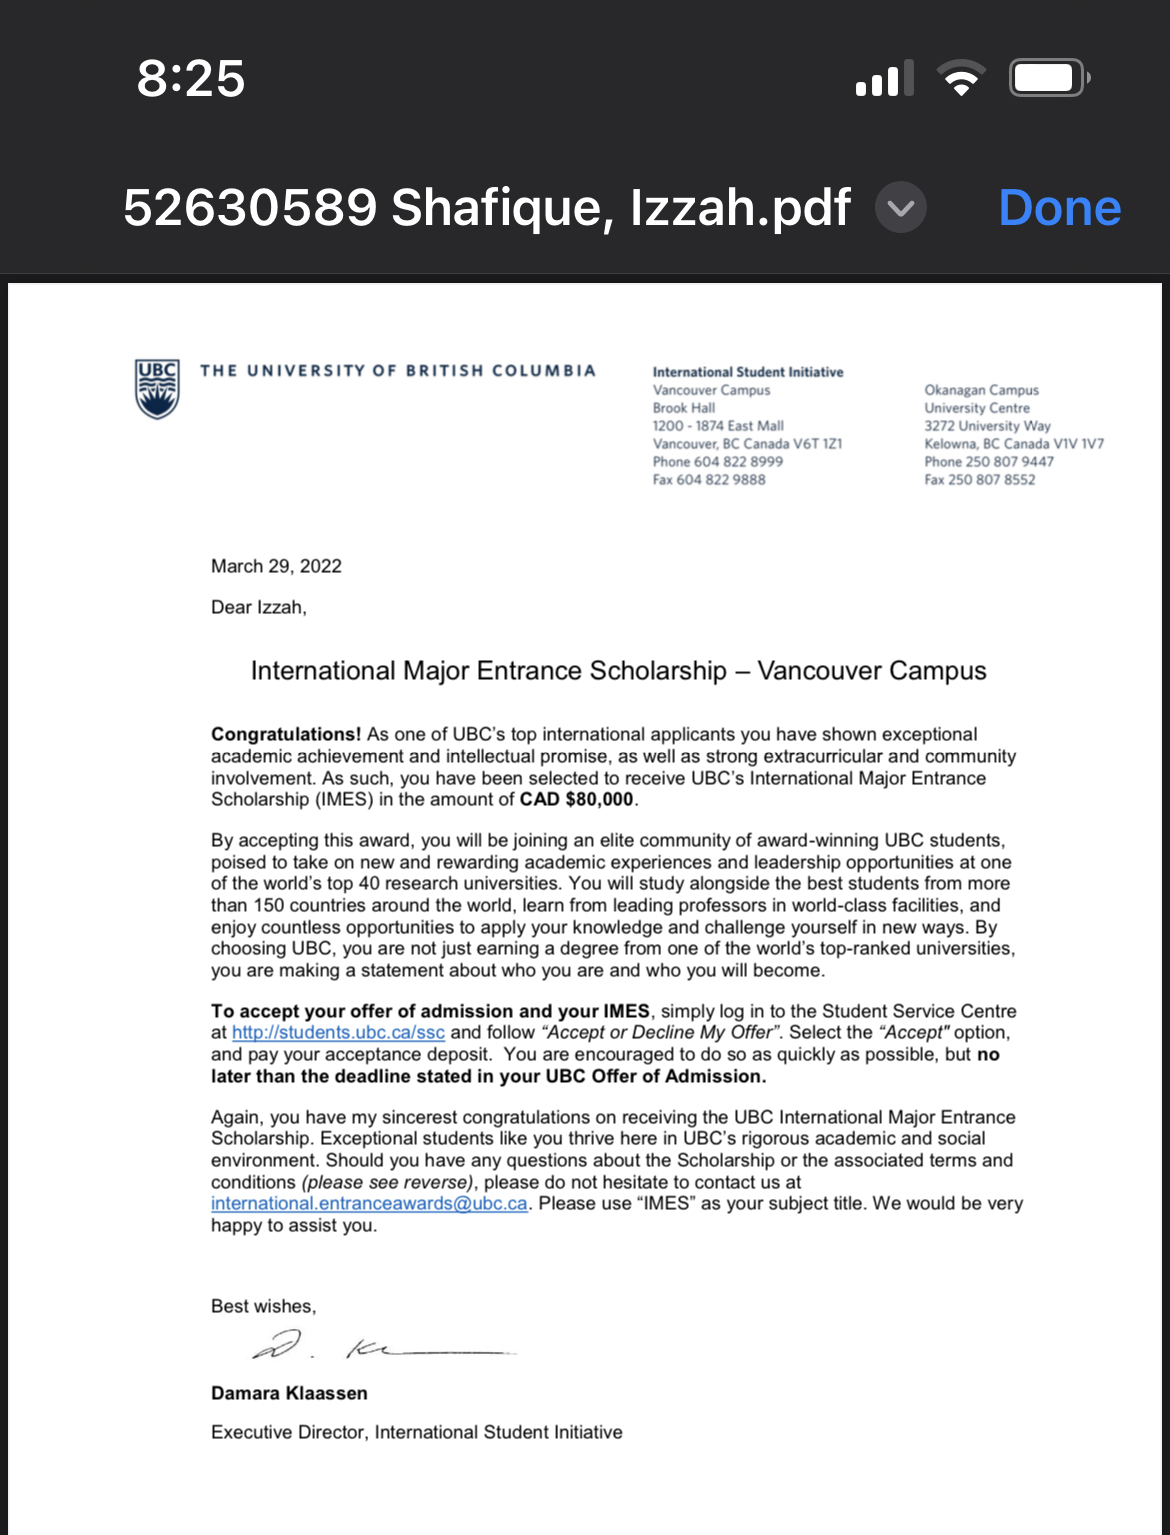 8:25
52630589 Shafique, Izzah.pdf
Done
UBC
THE UNIVERSITY OF BRITISH COLUMBIA
International Student Initiative
Vancouver Campus
Brook Hall
1200 - 1874 East Mall
Vancouver, BC Canada V6T 1Z1
Phone 604 822 8999
Fax 604 822 9888
Okanagan Campus
University Centre
3272 University Way
Kelowna, BC Canada V1V 1V7
Phone 250 807 9447
Fax 250 807 8552
March 29, 2022
Dear Izzah,
International Major Entrance Scholarship – Vancouver Campus
Congratulations! As one of UBC's top international applicants you have shown exceptional
academic achievement and intellectual promise, as well as strong extracurricular and community
involvement. As such, you have been selected to receive UBC's International Major Entrance
Scholarship (IMES) in the amount of CAD $80,000.
By accepting this award, you will be joining an elite community of award-winning UBC students,
poised to take on new and rewarding academic experiences and leadership opportunities at one
of the world's top 40 research universities. You will study alongside the best students from more
than 150 countries around the world, learn from leading professors in world-class facilities, and
enjoy countless opportunities to apply your knowledge and challenge yourself in new ways. By
choosing UBC, you are not just earning a degree from one of the world's top-ranked universities,
you are making a statement about who you are and who you will become.
To accept your offer of admission and your IMES, simply log in to the Student Service Centre
at http://students.ubc.ca/ssc and follow “Accept or Decline My Offer”. Select the “Accept" option,
and pay your acceptance deposit. You are encouraged to do so as quickly as possible, but no
later than the deadline stated in your UBC Offer of Admission.
Again, you have my sincerest congratulations on receiving the UBC International Major Entrance
Scholarship. Exceptional students like you thrive here in UBC's rigorous academic and social
environment. Should you have any questions about the Scholarship or the associated terms and
conditions (please see reverse), please do not hesitate to contact us at
international.entranceawards@ubc.ca. Please use “IMES” as your subject title. We would be very
happy to assist you.
Best wishes,
D. K
Damara Klaassen
Executive Director, International Student Initiative